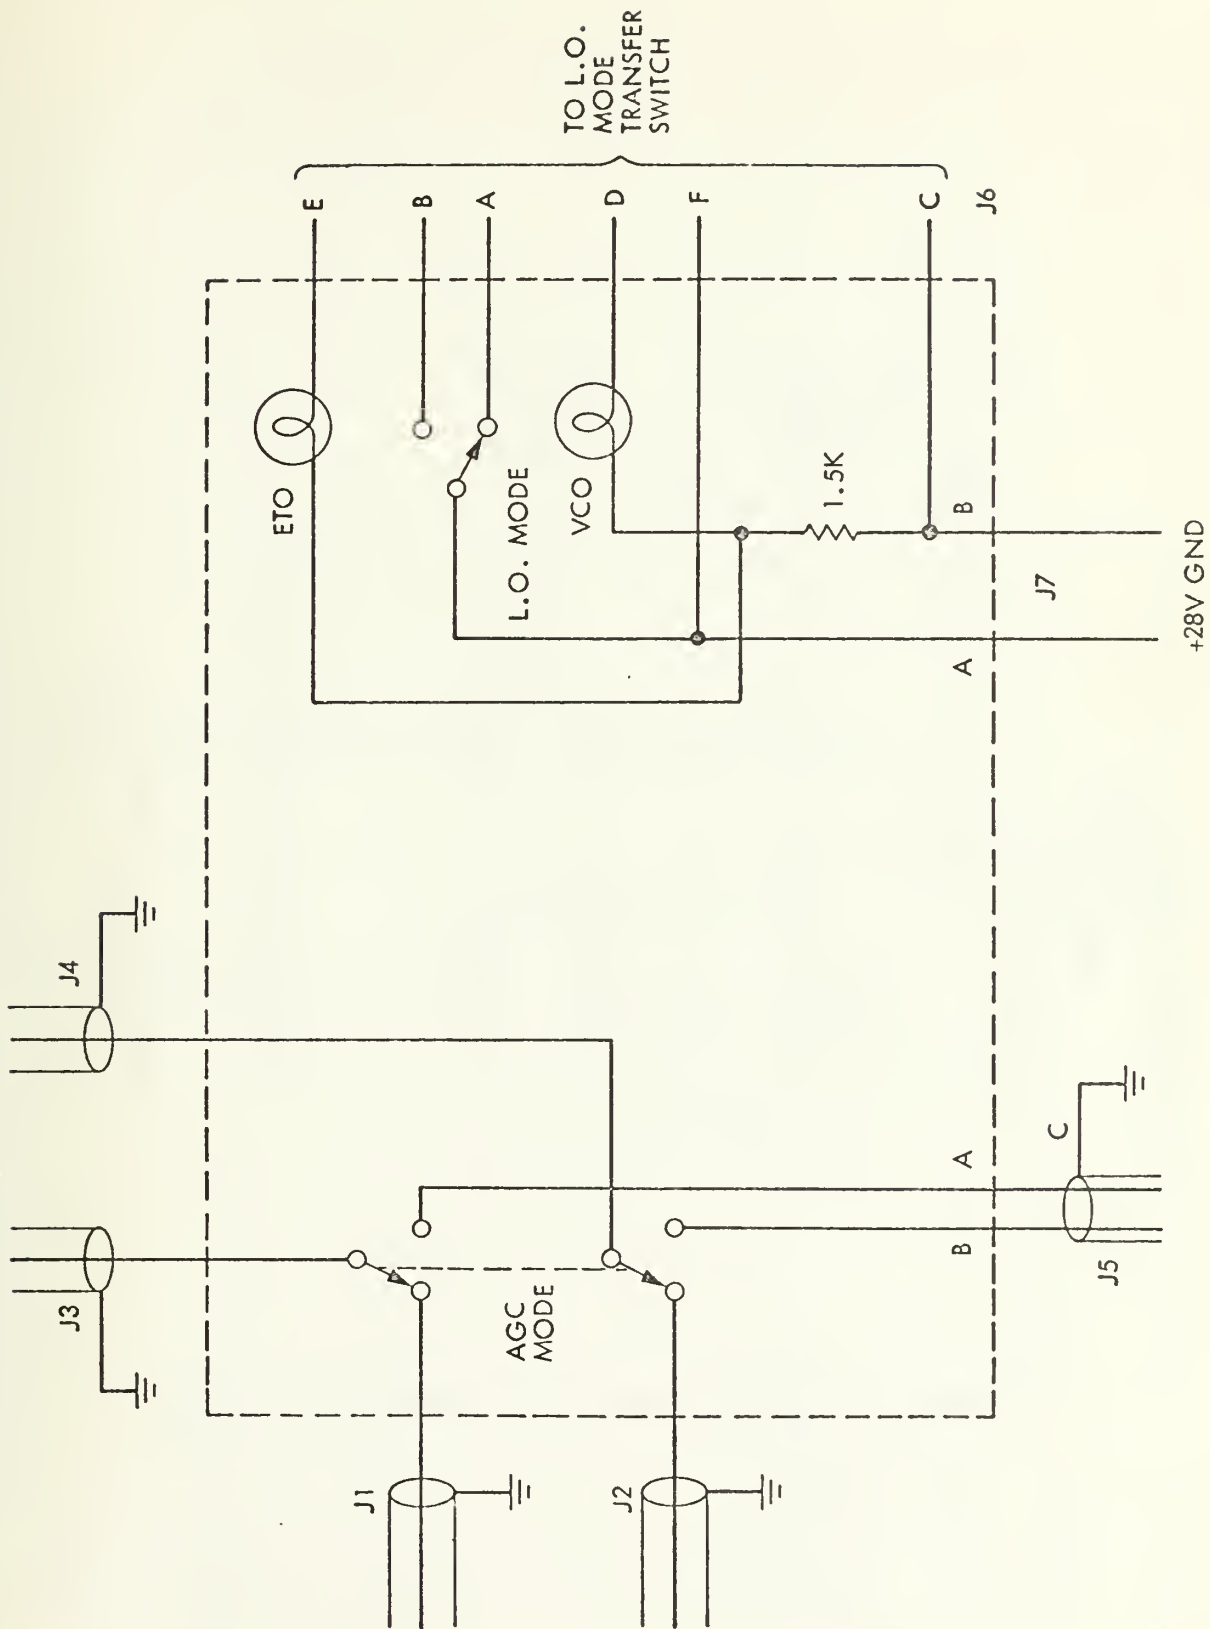 J3
J4
J1
J2
AGC
MODE
B
A
C
J5
ETO
L.O. MODE
VCO
1.5K
A
B
J7
+28V GND
E
B
A
D
F
C
J6
TO L.O.
MODE
TRANSFER
SWITCH